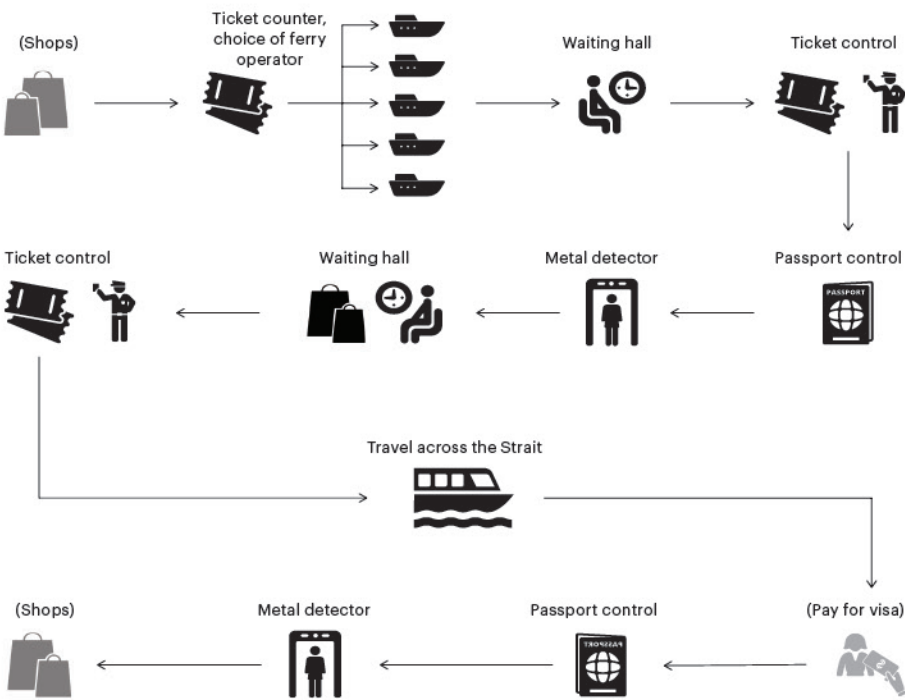 (Shops)
Ticket counter,
choice of ferry
operator
Waiting hall
Ticket control
Ticket control
Waiting hall
Metal detector
Passport control
PASSPORT
Travel across the Strait
(Shops)
Metal detector
Passport control
(Pay for visa)
PASSPORT
$